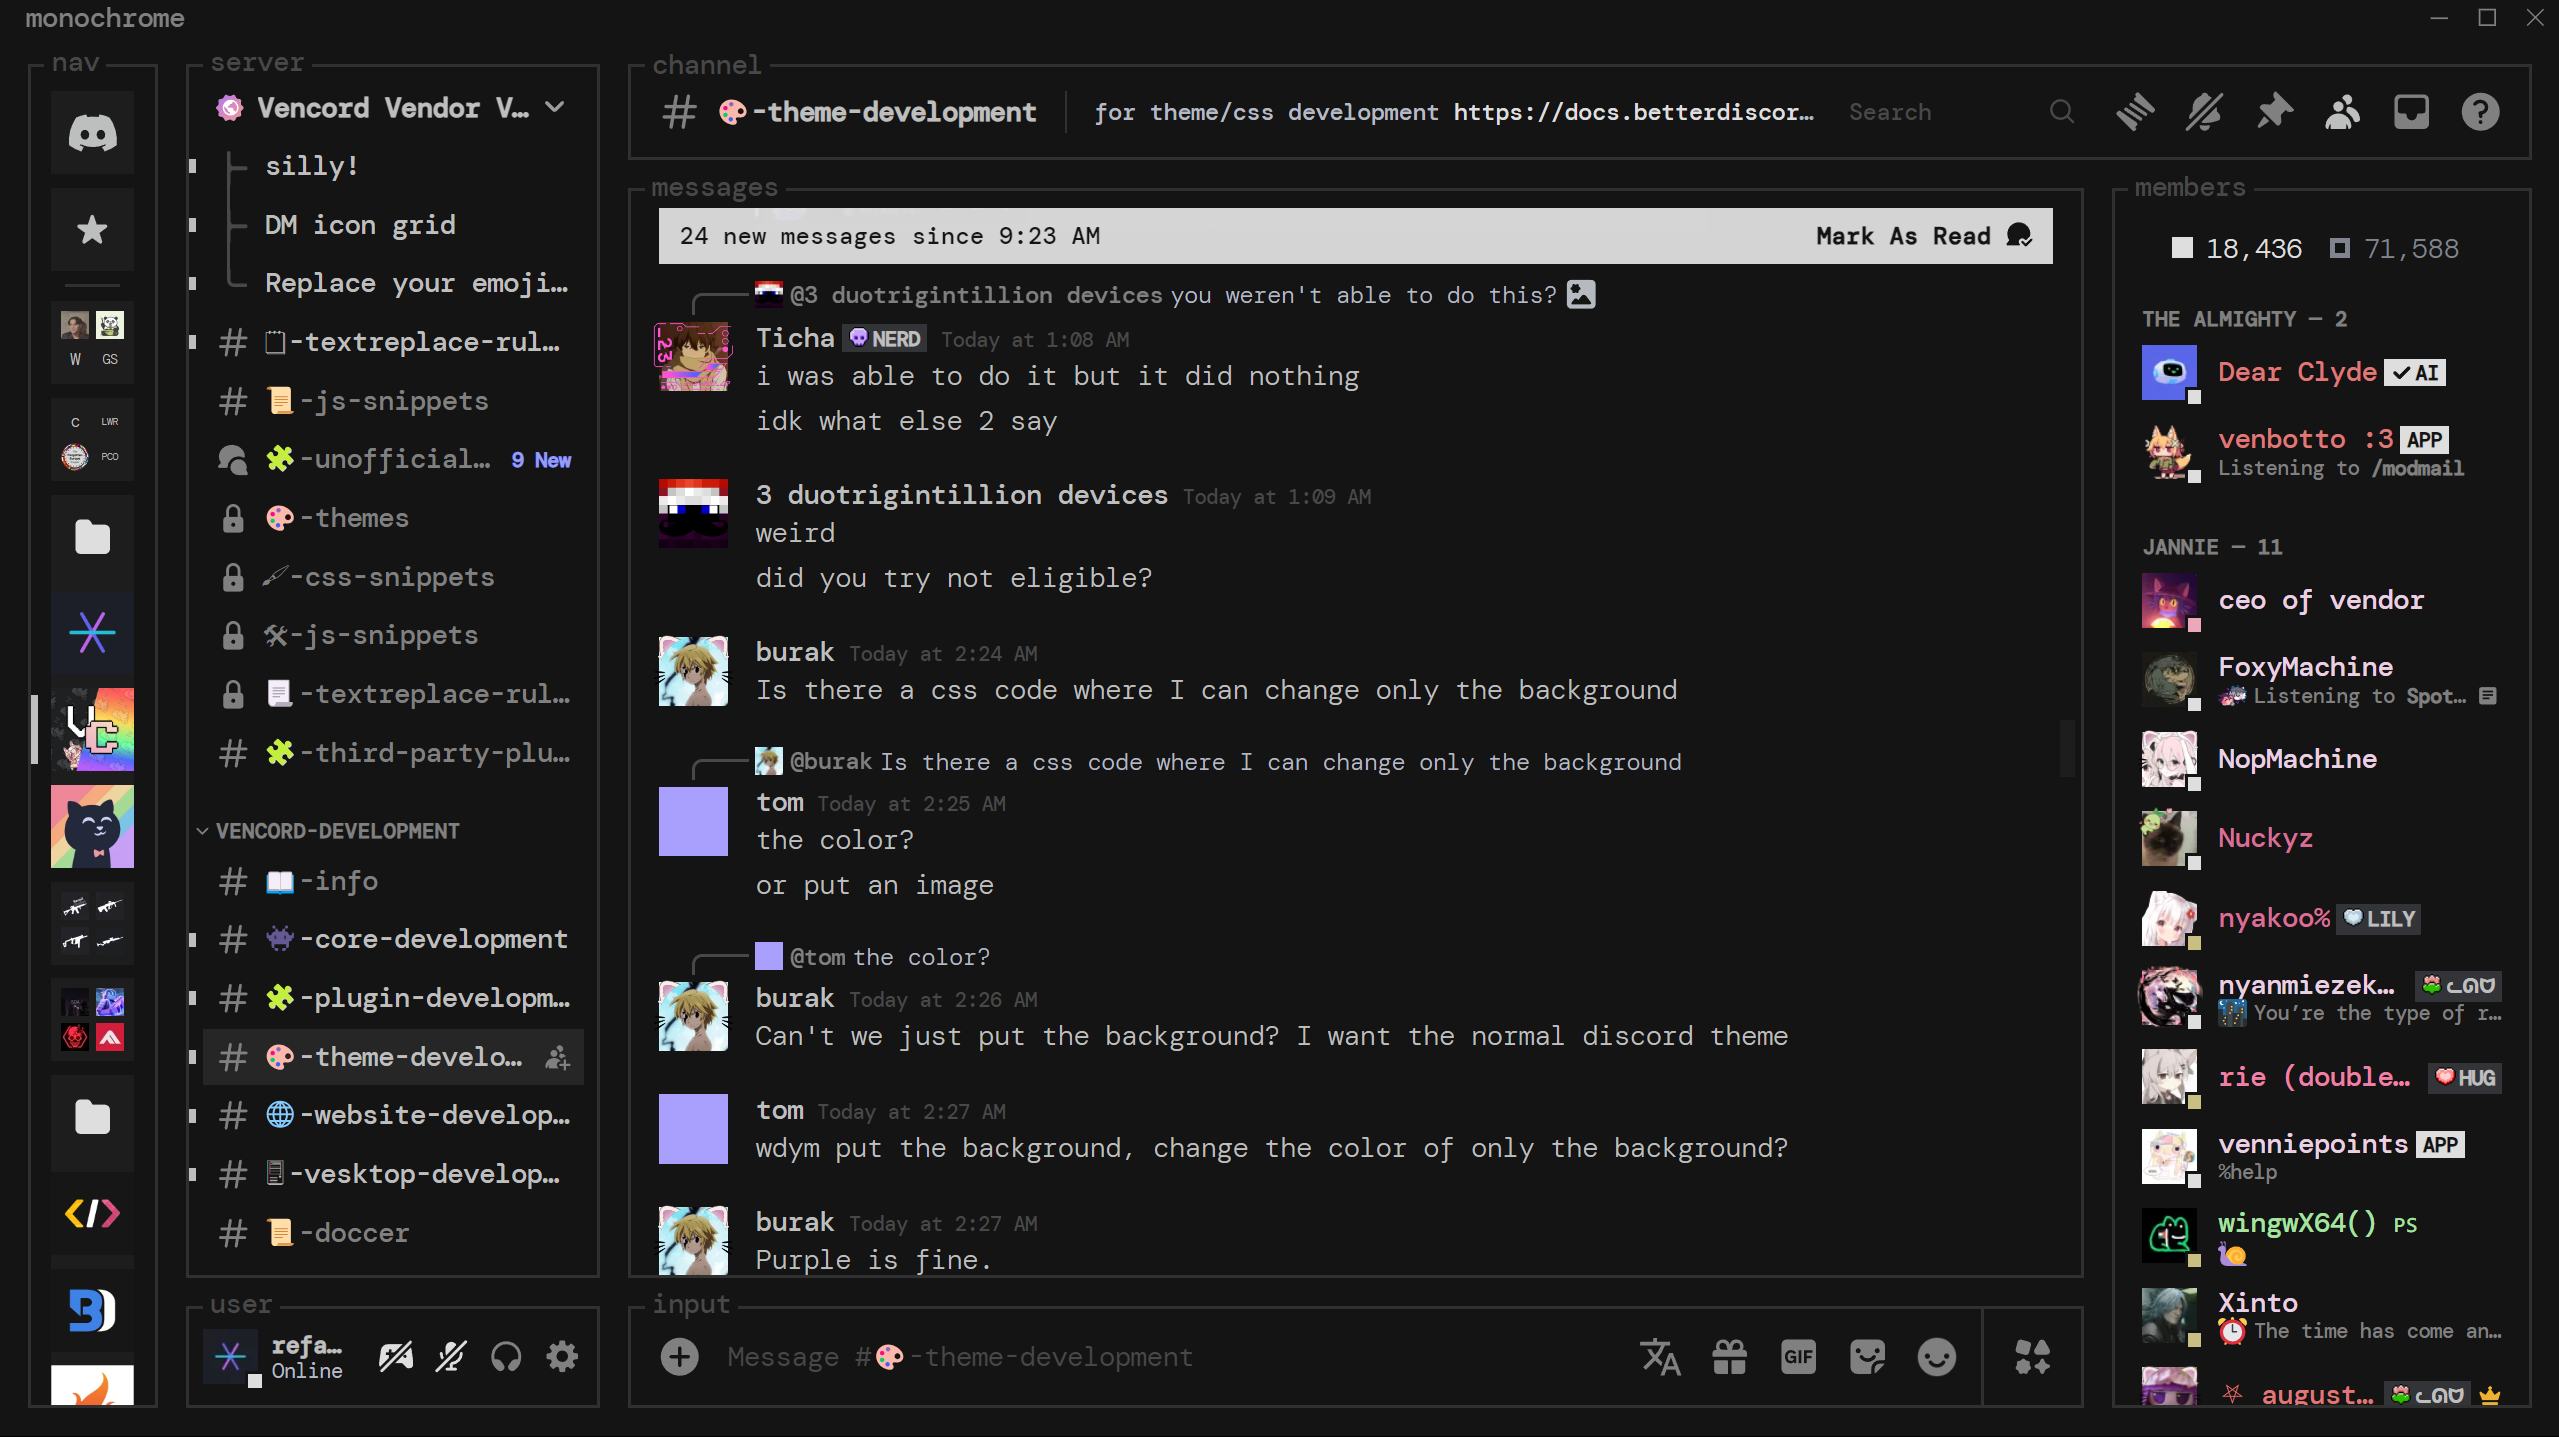 monochrome
nav
W
GS
C
LWR
PCO
server
Vencord Vendor V…
silly!
DM icon grid
Replace your emoji…
-textreplace-rul…
-js-snippets
-unofficial… 9 New
-themes
-css-snippets
-js-snippets
-textreplace-rul…
-third-party-plu…
VENCORD-DEVELOPMENT
-info
-core-development
-plugin-developm…
-theme-develo…
-website-develop…
-vesktop-develop…
-doccer
user
refa…
Online
channel
# 🎨-theme-development for theme/css development https://docs.betterdiscor… Search
messages
24 new messages since 9:23 AM Mark As Read
@3 duotrigintillion devices you weren't able to do this?
Ticha NERD Today at 1:08 AM
i was able to do it but it did nothing
idk what else 2 say
3 duotrigintillion devices Today at 1:09 AM
weird
did you try not eligible?
burak Today at 2:24 AM
Is there a css code where I can change only the background
@burak Is there a css code where I can change only the background
tom Today at 2:25 AM
the color?
or put an image
@tom the color?
burak Today at 2:26 AM
Can't we just put the background? I want the normal discord theme
tom Today at 2:27 AM
wdym put the background, change the color of only the background?
burak Today at 2:27 AM
Purple is fine.
input
Message #🎨-theme-development
GIF
members
18,436 71,588
THE ALMIGHTY — 2
Dear Clyde ✓ AI
venbotto :3 APP
Listening to /modmail
JANNIE — 11
ceo of vendor
FoxyMachine
Listening to Spot…
NopMachine
Nuckyz
nyakoo% LILY
nyanmiezek…
You're the type of r…
rie (double… HUG
venniepoints APP
%help
wingwX64() PS
Xinto
The time has come an…
august…